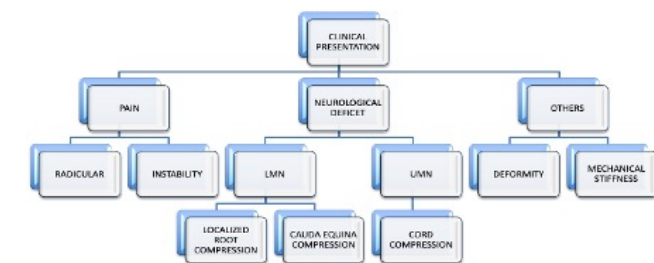 CLINICAL
PRESENTATION
PAIN
NEUROLOGICAL
DEFICET
OTHERS
RADICULAR
INSTABILITY
LMN
UMN
DEFORMITY
MECHANICAL
STIFFNESS
LOCALIZED
ROOT
COMPRESSION
CAUDA EQUINA
COMPRESSION
CORD
COMPRESSION